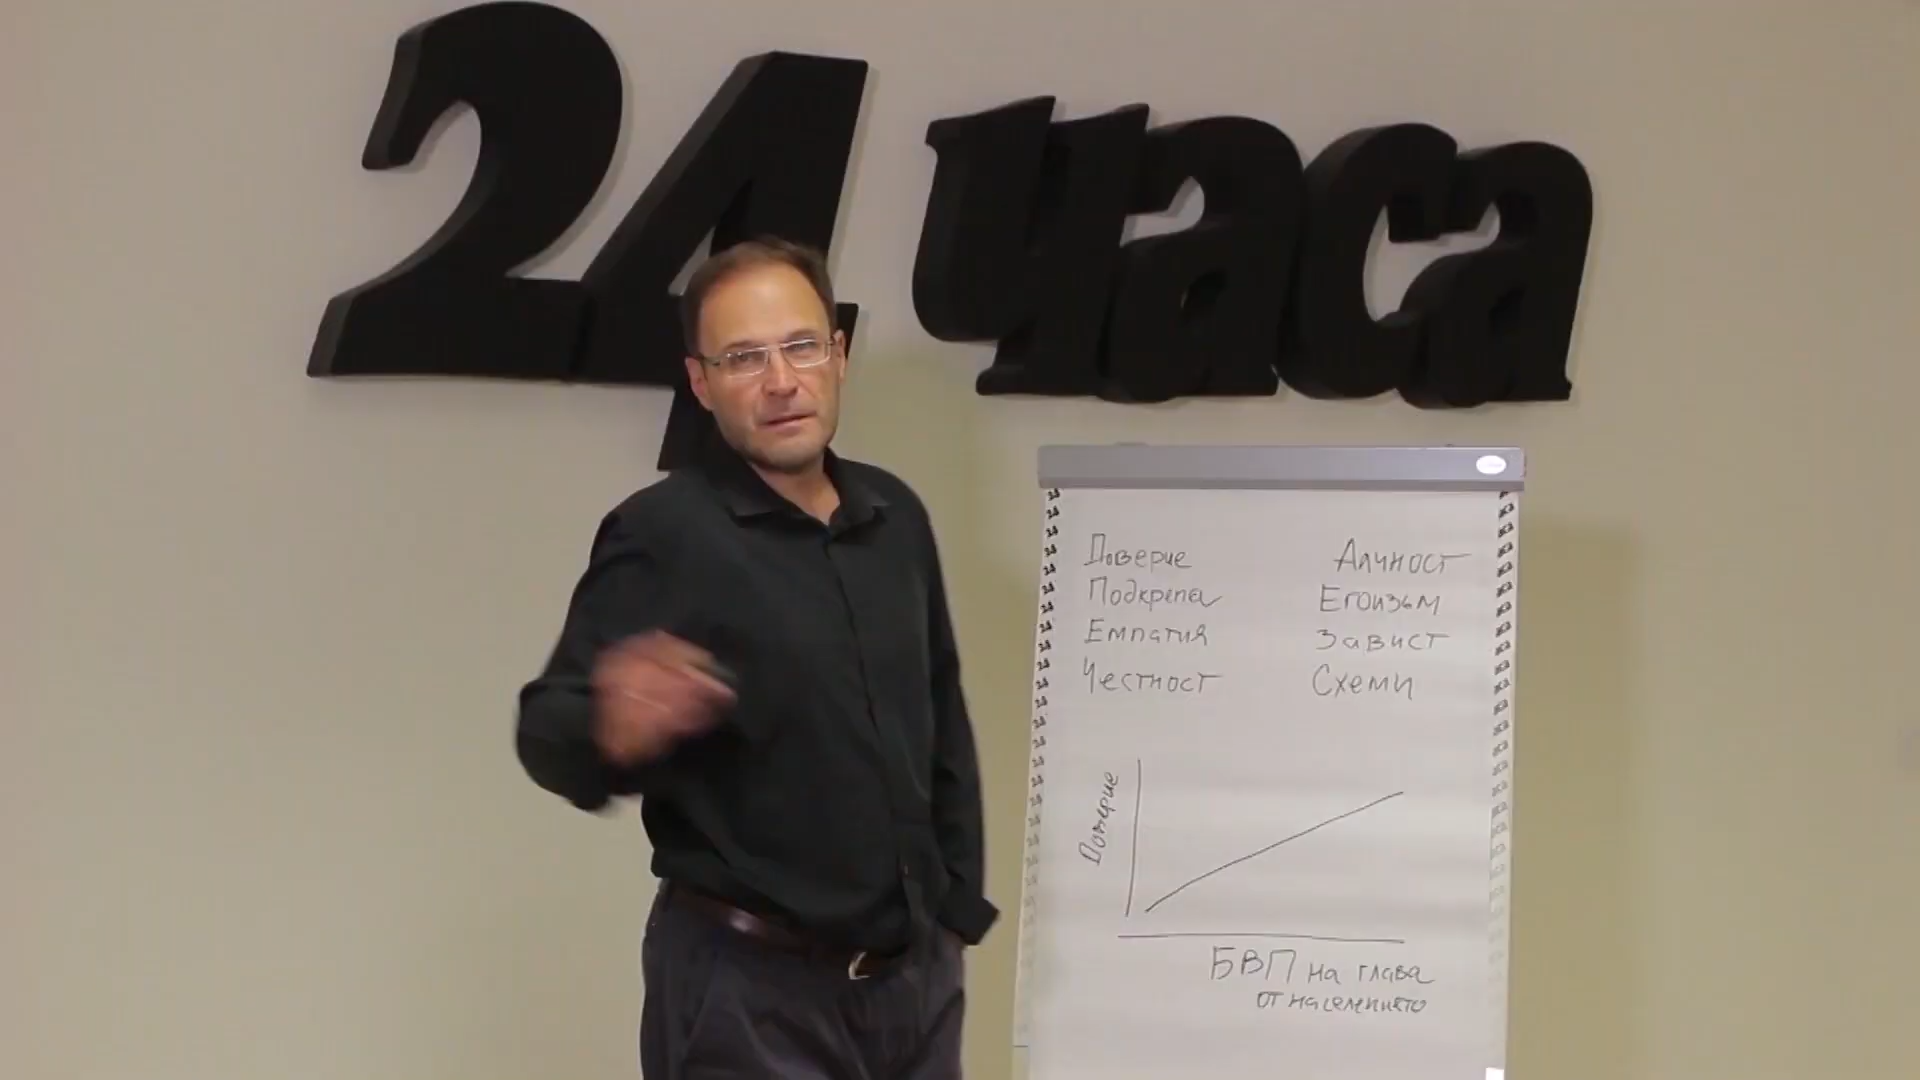 24 часа
Доверие
Подкрепа
Емпатия
Честност
Алчност
Егоизъм
Завист
Схеми
Доверие
БВП на глава
от населението